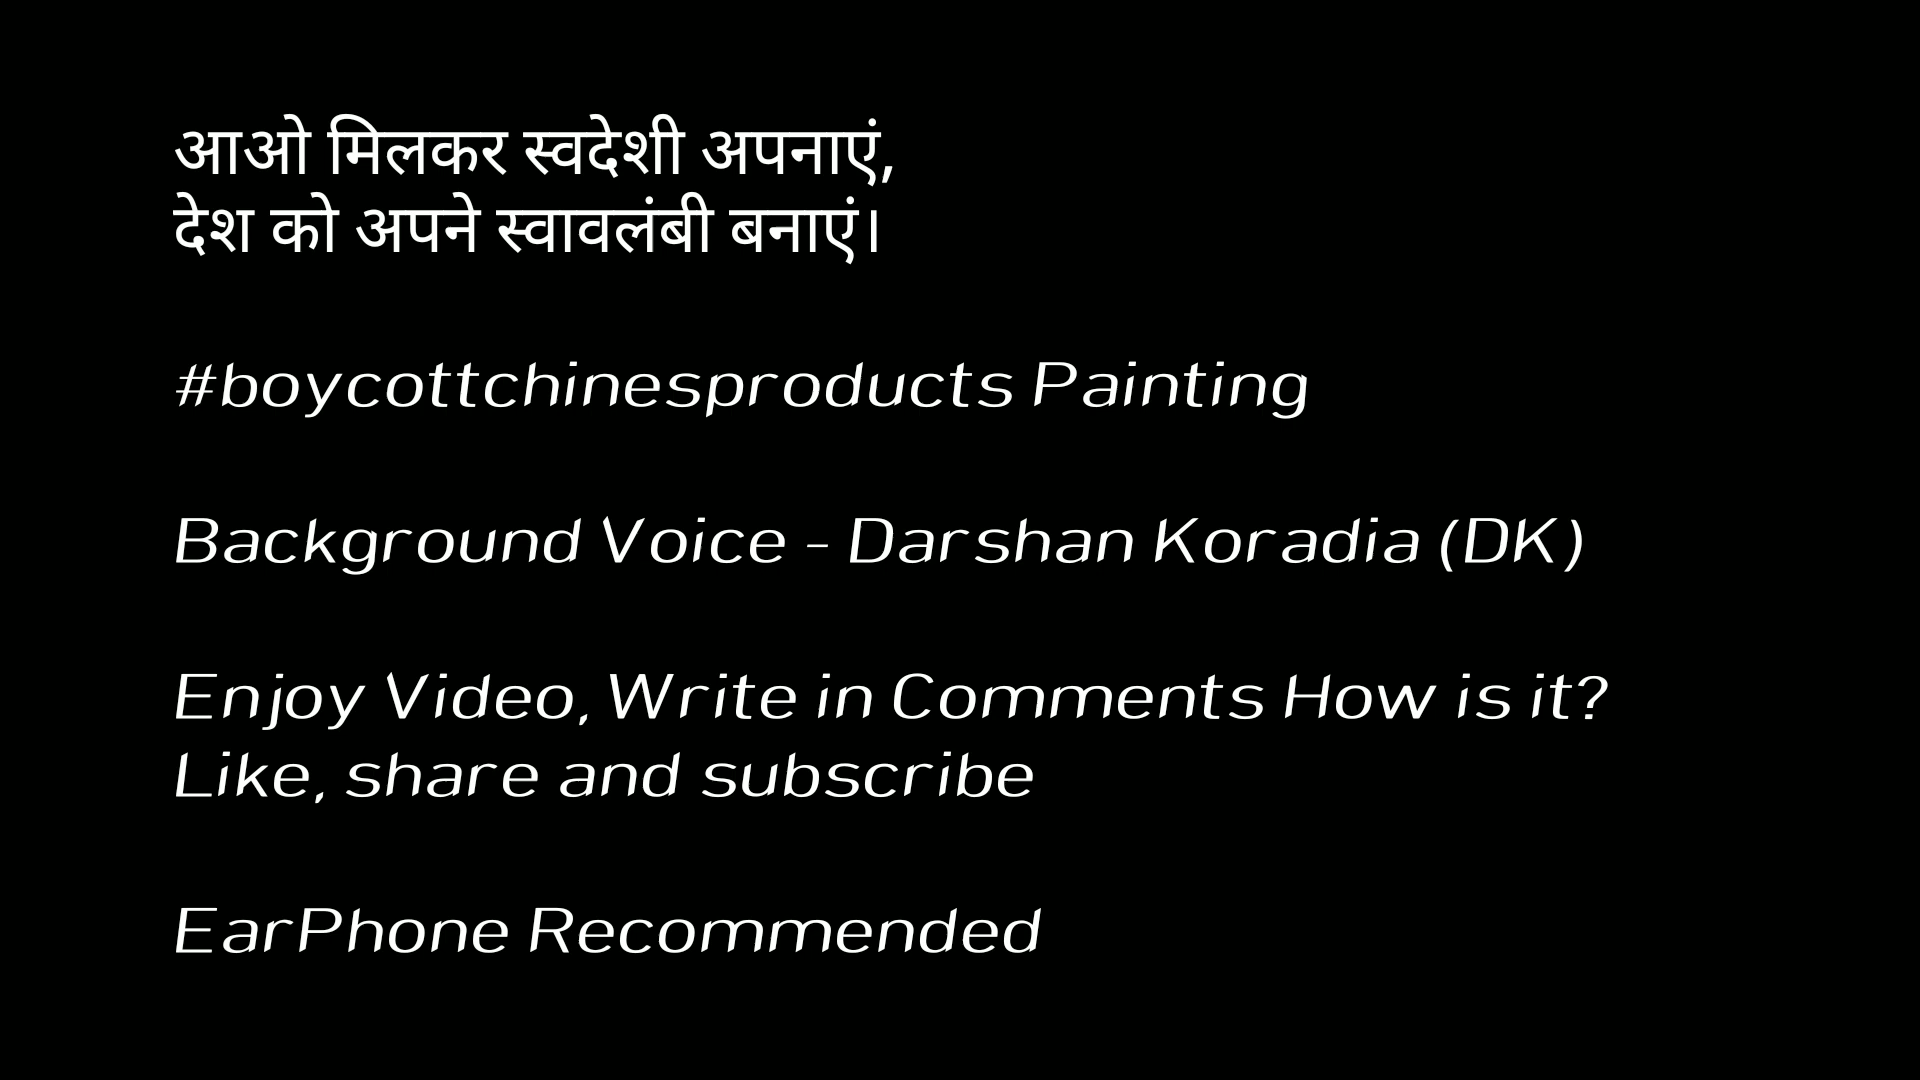 आओ मिलकर स्वदेशी अपनाएं,
देश को अपने स्वावलंबी बनाएं।
#boycottchinesproducts Painting
Background Voice - Darshan Koradia (DK)
Enjoy Video, Write in Comments How is it?
Like, share and subscribe
EarPhone Recommended